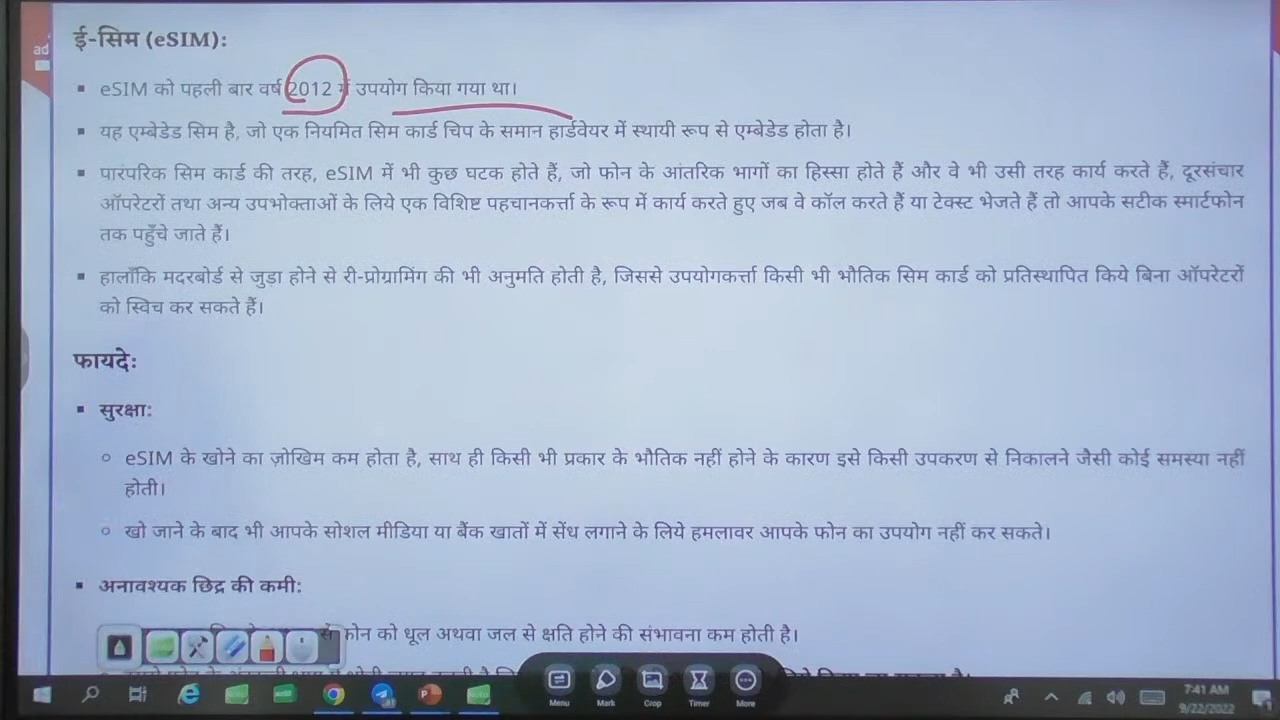 ad
ई-सिम (eSIM):
▪ eSIM को पहली बार वर्ष 2012 में उपयोग किया गया था।
▪ यह एम्बेडेड सिम है, जो एक नियमित सिम कार्ड चिप के समान हार्डवेयर में स्थायी रूप से एम्बेडेड होता है।
▪ पारंपरिक सिम कार्ड की तरह, eSIM में भी कुछ घटक होते हैं, जो फोन के आंतरिक भागों का हिस्सा होते हैं और वे भी उसी तरह कार्य करते हैं, दूरसंचार
ऑपरेटरों तथा अन्य उपभोक्ताओं के लिये एक विशिष्ट पहचानकर्त्ता के रूप में कार्य करते हुए जब वे कॉल करते हैं या टेक्स्ट भेजते हैं तो आपके सटीक स्मार्टफोन
तक पहुँचे जाते हैं।
▪ हालाँकि मदरबोर्ड से जुड़ा होने से री-प्रोग्रामिंग की भी अनुमति होती है, जिससे उपयोगकर्त्ता किसी भी भौतिक सिम कार्ड को प्रतिस्थापित किये बिना ऑपरेटरों
को स्विच कर सकते हैं।
फायदे:
▪ सुरक्षा:
○ eSIM के खोने का ज़ोखिम कम होता है, साथ ही किसी भी प्रकार के भौतिक नहीं होने के कारण इसे किसी उपकरण से निकालने जैसी कोई समस्या नहीं
होती।
○ खो जाने के बाद भी आपके सोशल मीडिया या बैंक खातों में सेंध लगाने के लिये हमलावर आपके फोन का उपयोग नहीं कर सकते।
▪ अनावश्यक छिद्र की कमी:
से फोन को धूल अथवा जल से क्षति होने की संभावना कम होती है।
Menu Mark Crop Timer More
7:41 AM
9/22/2022